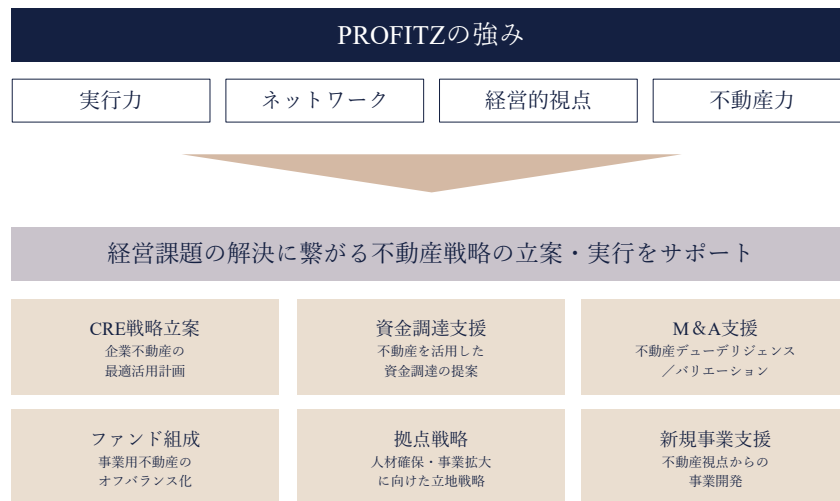 PROFITZの強み
実行力
ネットワーク
経営的視点
不動産力
経営課題の解決に繋がる不動産戦略の立案・実行をサポート
CRE戦略立案
企業不動産の
最適活用計画
資金調達支援
不動産を活用した
資金調達の提案
M＆A支援
不動産デューデリジェンス
／バリエーション
ファンド組成
事業用不動産の
オフバランス化
拠点戦略
人材確保・事業拡大
に向けた立地戦略
新規事業支援
不動産視点からの
事業開発